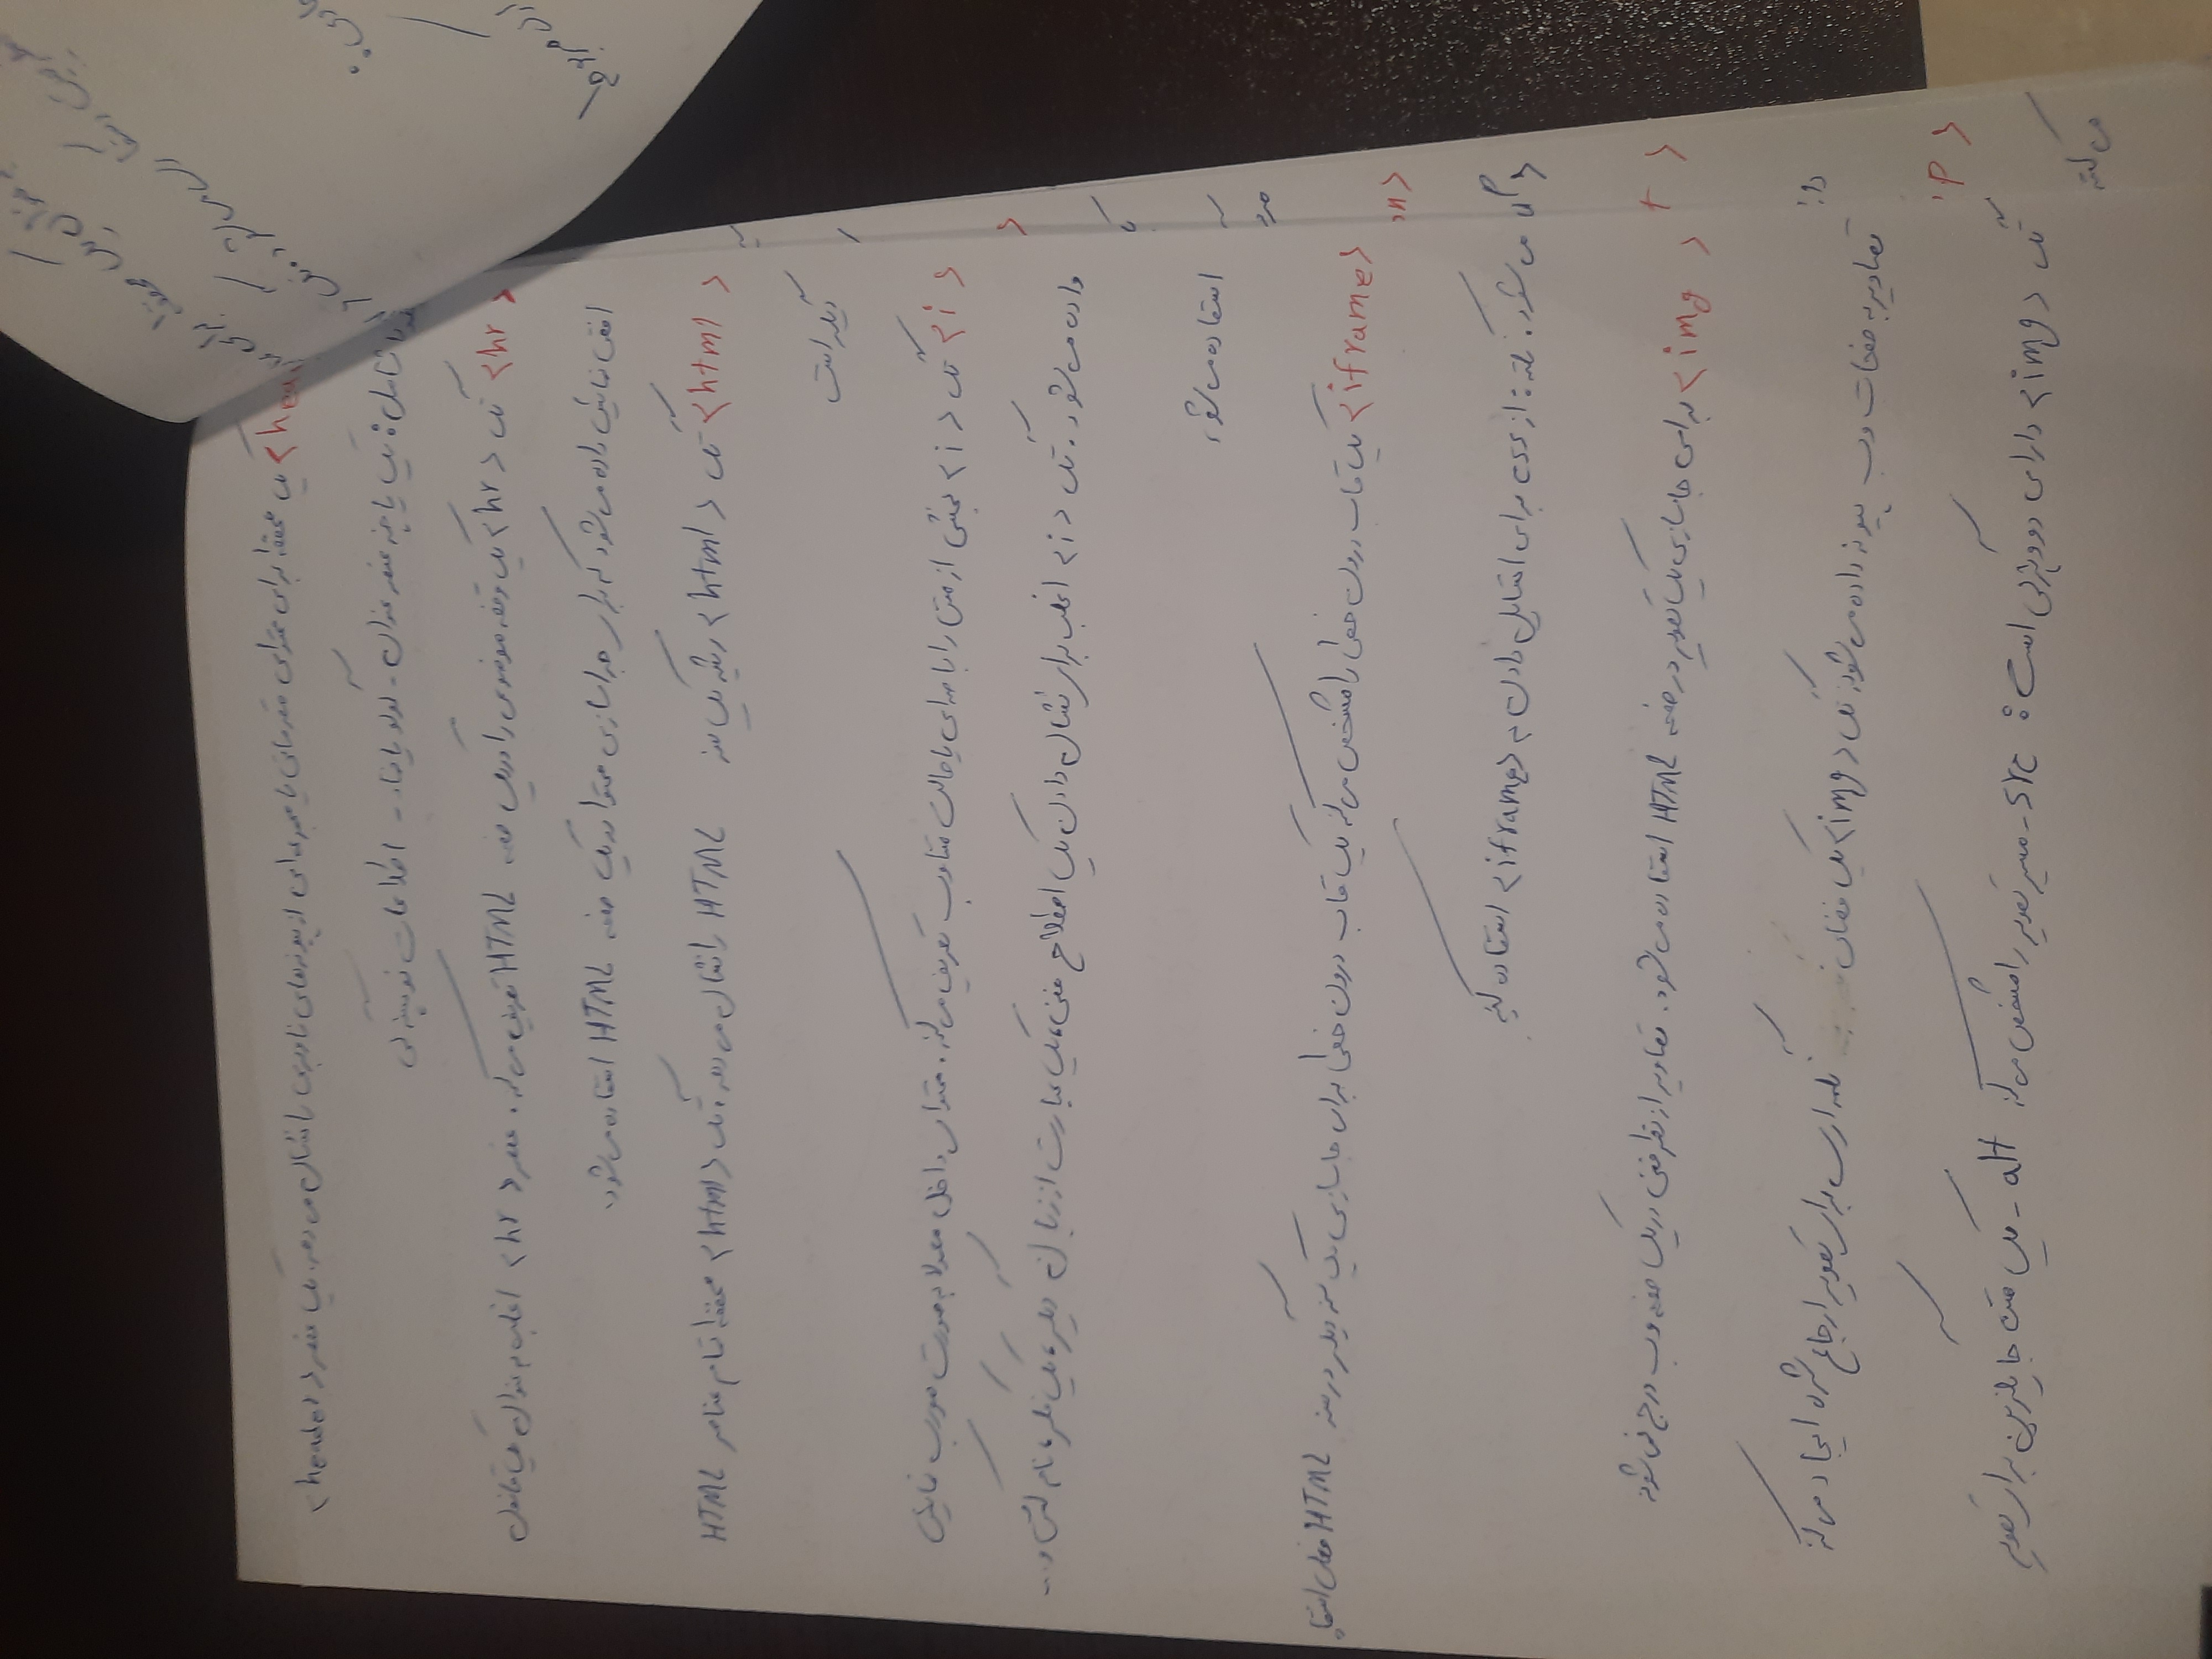 <hea یک محفظه برای محتوای مقدماتی یا مجموعه‌ای از پیوندهای ناوبری را نشان می‌دهد. یک عنصر <header>
شامل: یک یا چند عنصر عنوان - لوگو یا نماد - اطلاعات نویسندگی
<hr> تگ <hr> یک وقفه موضوعی را در یک صفحه HTML تعریف می‌کند. عنصر <hr> اغلب به عنوان یک قانون
افقی نمایش داده می‌شود که برای جداسازی محتوا در یک صفحه HTML استفاده می‌شود.
<html> تگ <html> ریشه یک سند HTML را نشان می‌دهد. تگ <html> محفظه تمام عناصر HTML
دیگر است
<i> تگ <i> بخشی از متن را با صدای یا حالت متناوب تعریف می‌کند. محتوای داخل معمولا به صورت مورب نمایش
داده می‌شود. تگ <i> اغلب برای نشان دادن یک اصطلاح فنی، یک عبارت از زبان دیگر، یک فکر، نام کشتی و...
استفاده می‌شود
<iframe> یک قاب درون خطی را مشخص می‌کند یک قاب درون خطی برای جاسازی یک سند دیگر در سند HTML فعلی استفاده
می‌شود. نکته: از css برای استایل دادن به <iframe> استفاده کنید
<img> برای جاسازی یک تصویر در صفحه HTML استفاده می‌شود. تصاویر از نظر فنی در یک صفحه وب درج نمی‌شوند
تصاویر به صفحات وب پیوند داده می‌شوند تگ <img> یک فضای نگهداری برای تصویر ارجاع شده ایجاد می‌کند
تگ <img> دارای دو ویژگی است: src - مسیر تصویر را مشخص می‌کند alt - یک متن جایگزین برای تصویر
می‌کند